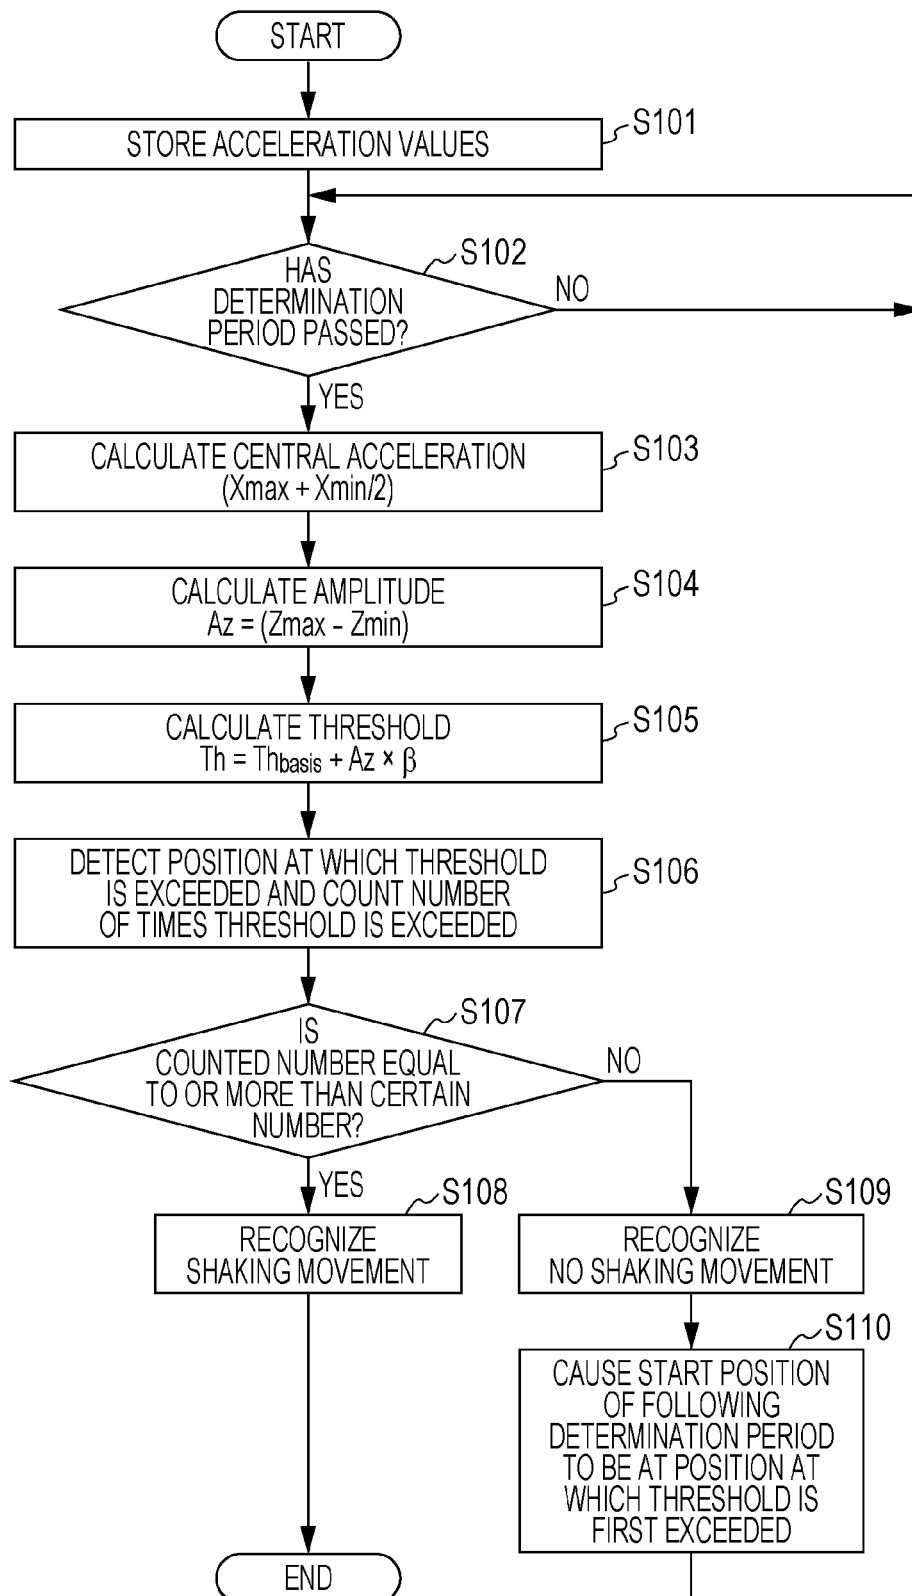 START
STORE ACCELERATION VALUES
S101
S102
HAS
DETERMINATION
PERIOD PASSED?
NO
YES
CALCULATE CENTRAL ACCELERATION
(Xmax + Xmin/2)
S103
CALCULATE AMPLITUDE
Az = (Zmax – Zmin)
S104
CALCULATE THRESHOLD
Th = Thbasis + Az × β
S105
DETECT POSITION AT WHICH THRESHOLD
IS EXCEEDED AND COUNT NUMBER
OF TIMES THRESHOLD IS EXCEEDED
S106
S107
IS
COUNTED NUMBER EQUAL
TO OR MORE THAN CERTAIN
NUMBER?
NO
YES
S108
RECOGNIZE
SHAKING MOVEMENT
S109
RECOGNIZE
NO SHAKING MOVEMENT
S110
CAUSE START POSITION
OF FOLLOWING
DETERMINATION PERIOD
TO BE AT POSITION AT
WHICH THRESHOLD IS
FIRST EXCEEDED
END